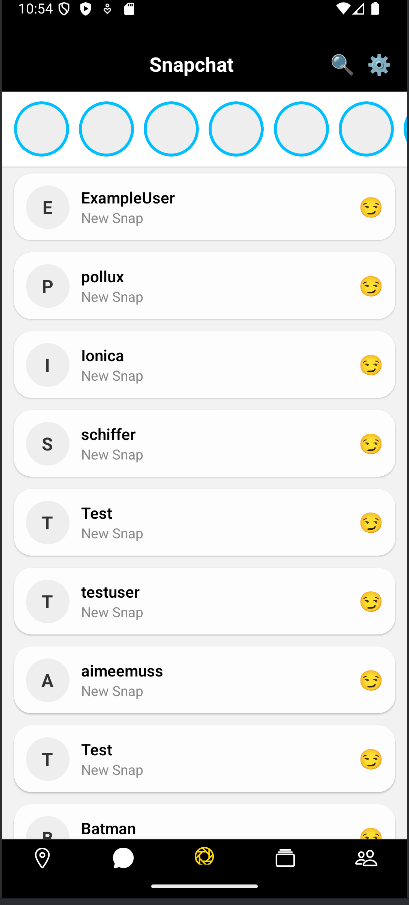 10:54
Snapchat
E
ExampleUser
New Snap
P
pollux
New Snap
I
Ionica
New Snap
S
schiffer
New Snap
T
Test
New Snap
T
testuser
New Snap
A
aimeemuss
New Snap
T
Test
New Snap
B
Batman